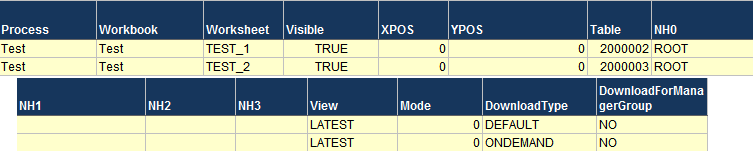 Process Workbook Worksheet Visible XPOS YPOS Table NH0
Test Test TEST_1 TRUE 0 0 2000002 ROOT
Test Test TEST_2 TRUE 0 0 2000003 ROOT
NH1 NH2 NH3 View Mode DownloadType DownloadForMana
gerGroup
LATEST 0 DEFAULT NO
LATEST 0 ONDEMAND NO